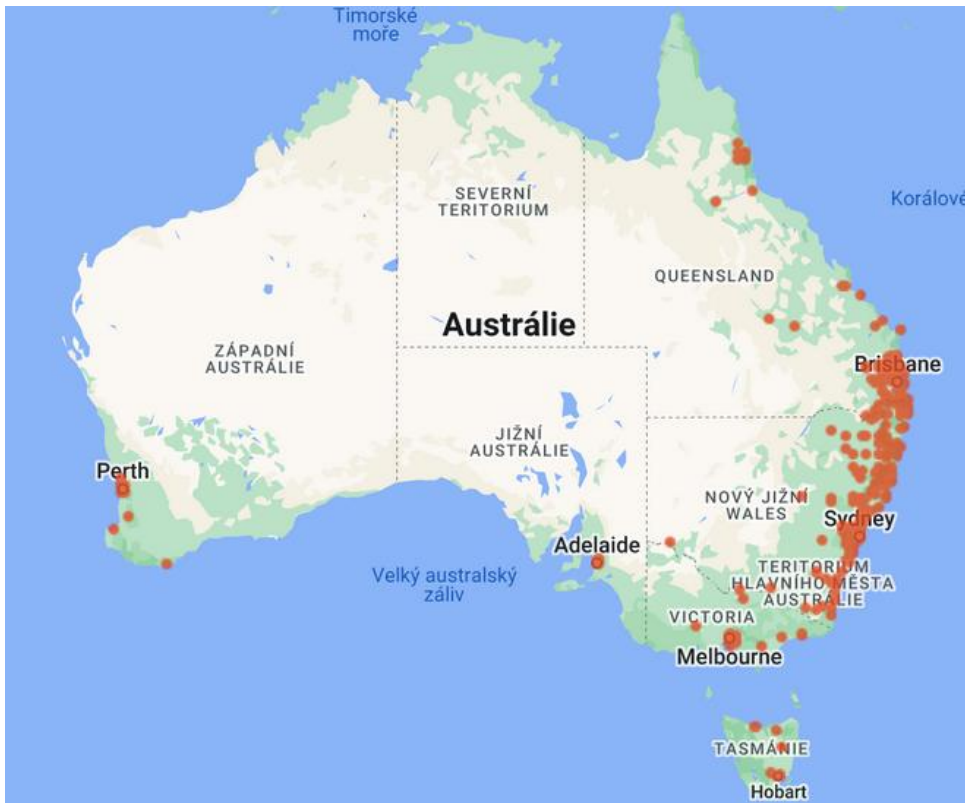 Timorské
moře
Korálové
SEVERNÍ
TERITORIUM
QUEENSLAND
Austrálie
ZÁPADNÍ
AUSTRÁLIE
Brisbane
JIŽNÍ
AUSTRÁLIE
Perth
NOVÝ JIŽNÍ
WALES
Sydney
Adelaide
TERITORIUM
HLAVNÍHO MĚSTA
AUSTRÁLIE
Velký australský
záliv
VICTORIA
Melbourne
TASMÁNIE
Hobart